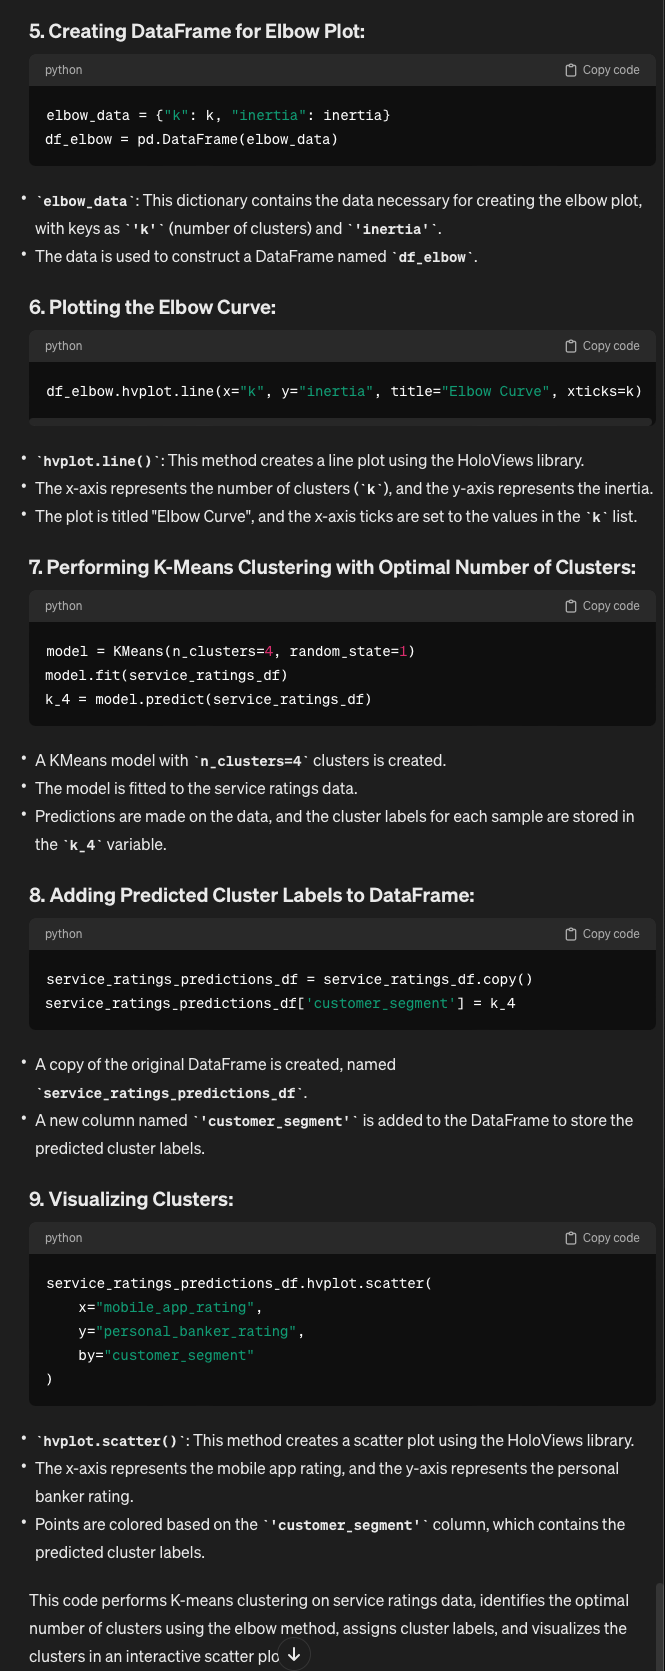 5. Creating DataFrame for Elbow Plot:
python
Copy code
elbow_data = {"k": k, "inertia": inertia}
df_elbow = pd.DataFrame(elbow_data)
• `elbow_data`: This dictionary contains the data necessary for creating the elbow plot,
with keys as `'k'` (number of clusters) and `'inertia'`.
• The data is used to construct a DataFrame named `df_elbow`.
6. Plotting the Elbow Curve:
python
Copy code
df_elbow.hvplot.line(x="k", y="inertia", title="Elbow Curve", xticks=k)
• `hvplot.line()`: This method creates a line plot using the HoloViews library.
• The x-axis represents the number of clusters (`k`), and the y-axis represents the inertia.
• The plot is titled "Elbow Curve", and the x-axis ticks are set to the values in the `k` list.
7. Performing K-Means Clustering with Optimal Number of Clusters:
python
Copy code
model = KMeans(n_clusters=4, random_state=1)
model.fit(service_ratings_df)
k_4 = model.predict(service_ratings_df)
• A KMeans model with `n_clusters=4` clusters is created.
• The model is fitted to the service ratings data.
• Predictions are made on the data, and the cluster labels for each sample are stored in
the `k_4` variable.
8. Adding Predicted Cluster Labels to DataFrame:
python
Copy code
service_ratings_predictions_df = service_ratings_df.copy()
service_ratings_predictions_df['customer_segment'] = k_4
• A copy of the original DataFrame is created, named
`service_ratings_predictions_df`.
• A new column named `'customer_segment'` is added to the DataFrame to store the
predicted cluster labels.
9. Visualizing Clusters:
python
Copy code
service_ratings_predictions_df.hvplot.scatter(
    x="mobile_app_rating",
    y="personal_banker_rating",
    by="customer_segment"
)
• `hvplot.scatter()`: This method creates a scatter plot using the HoloViews library.
• The x-axis represents the mobile app rating, and the y-axis represents the personal
banker rating.
• Points are colored based on the `'customer_segment'` column, which contains the
predicted cluster labels.
This code performs K-means clustering on service ratings data, identifies the optimal
number of clusters using the elbow method, assigns cluster labels, and visualizes the
clusters in an interactive scatter plo